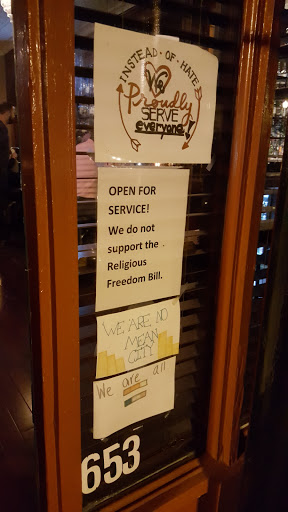 INSTEAD-OF-HATE
We
Proudly
SERVE
everyone!
OPEN FOR
SERVICE!
We do not
support the
Religious
Freedom Bill.
WE ARE NO
MEAN
CITY
We are all
653